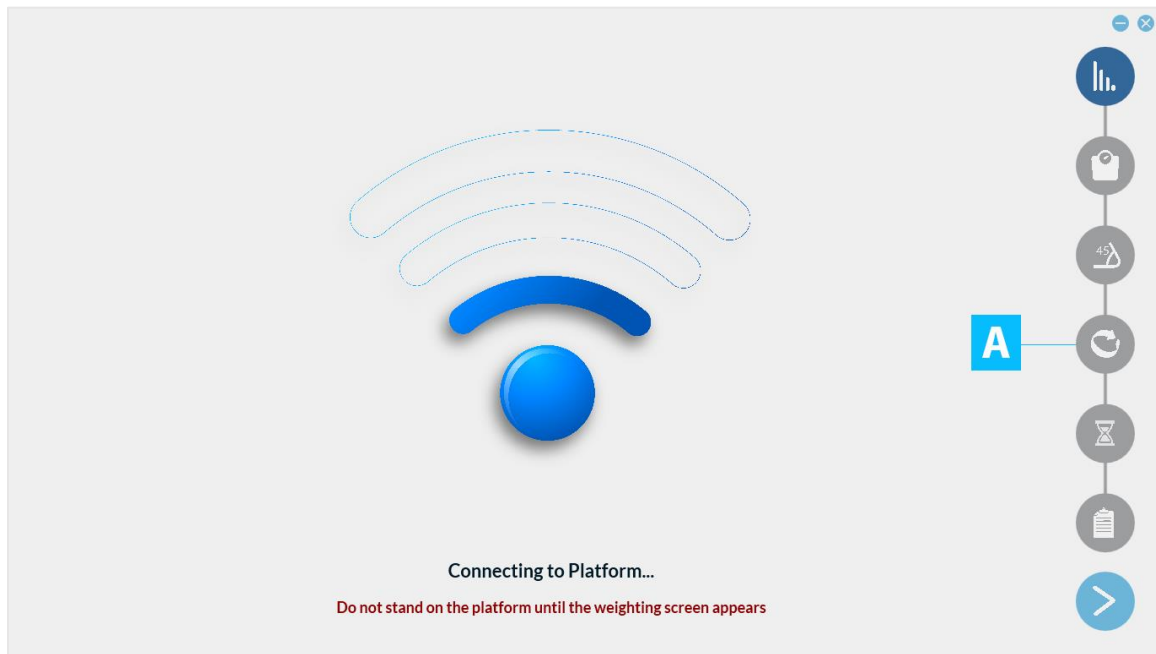 45
A
Connecting to Platform...
Do not stand on the platform until the weighting screen appears